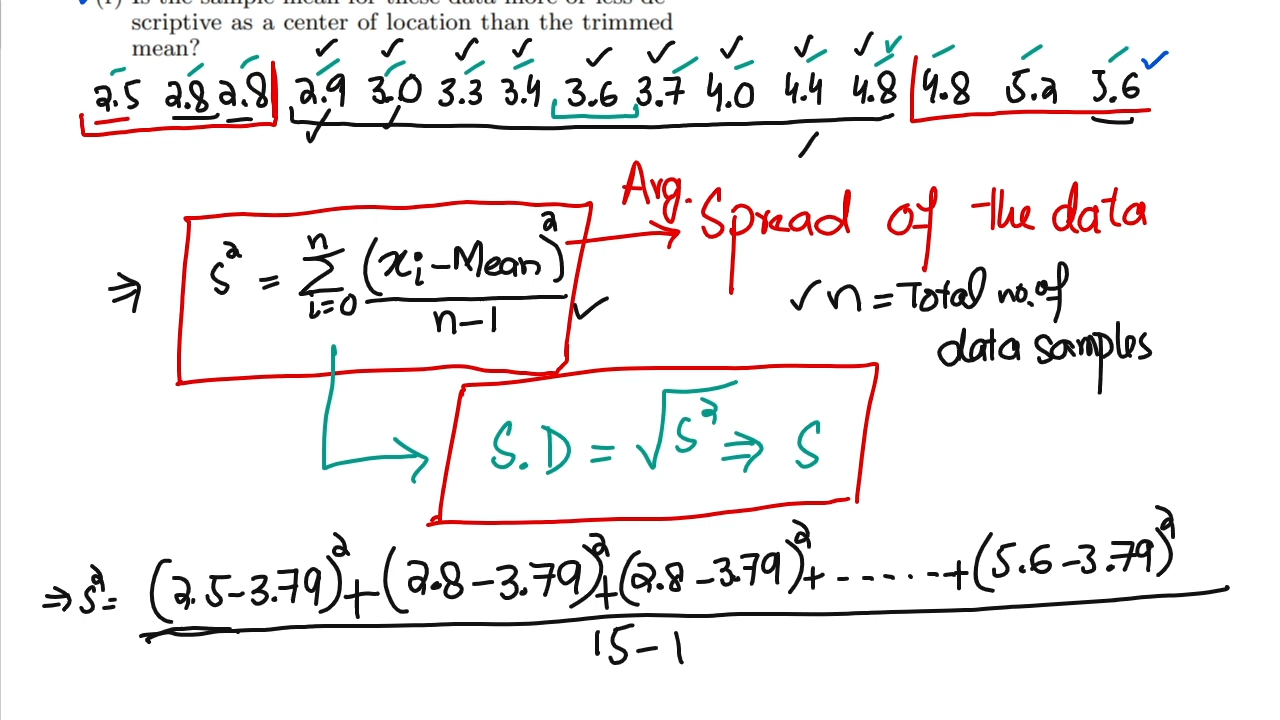 scriptive as a center of location than the trimmed
mean?
2.5 2.8 2.8 2.9 3.0 3.3 3.4 3.6 3.7 4.0 4.4 4.8 4.8 5.2 5.6
Avg.
Spread of the data
⇒ s² = Σ (xᵢ-Mean)² / n-1
n
i=0
✓ n = Total no. of
data samples
S.D = √s² ⇒ S
⇒ s² = (2.5-3.79)² + (2.8-3.79)² + (2.8-3.79)² + ------ + (5.6-3.79)²
15-1